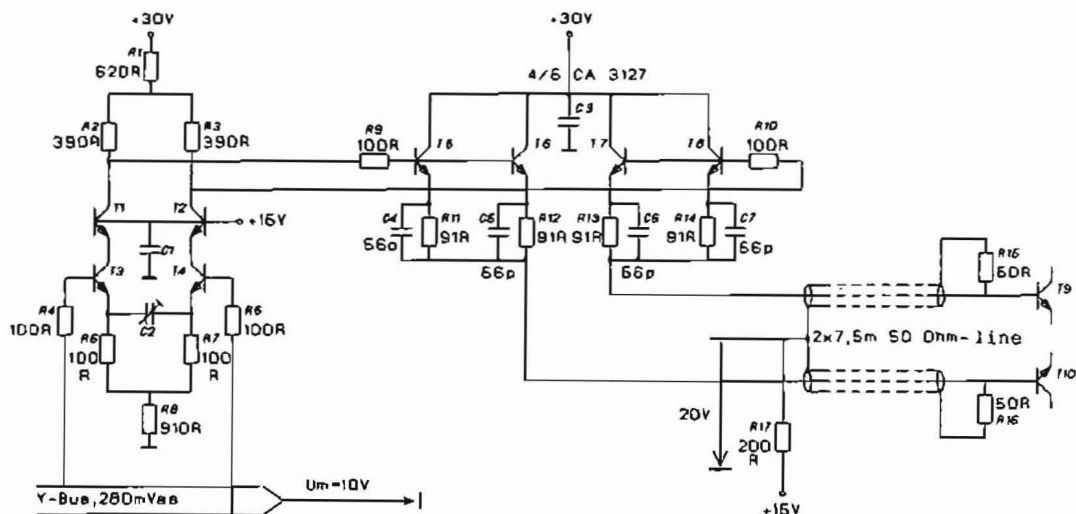 +30V
+30V
R1
620R
4/6 CA 3127
R2
390R
R3
390R
R9
100R
T5
T6
C3
T7
T8
R10
100R
T1
T2
+15V
C1
C4
56p
R11
91R
C5
56p
R12
91R
R13
91R
C6
56p
R14
91R
C7
56p
T3
T4
R4
100R
C2
R6
100R
R6
100
R
R7
100
R
R15
50R
T9
2x7,5m 50 Ohm-line
T10
R8
910R
20V
R17
200
R
50R
R16
Y-Bus,280mVss
Um=10V
+15V